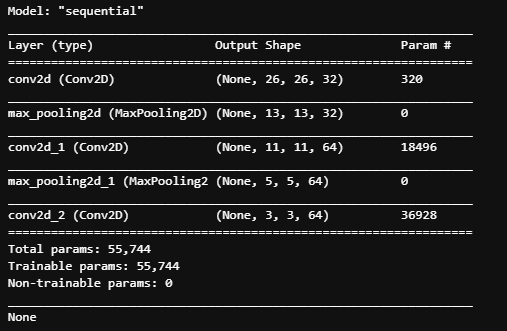 Model: "sequential"
_________________________________________________________________
Layer (type)                 Output Shape              Param #
=================================================================
conv2d (Conv2D)              (None, 26, 26, 32)        320
_________________________________________________________________
max_pooling2d (MaxPooling2D) (None, 13, 13, 32)        0
_________________________________________________________________
conv2d_1 (Conv2D)            (None, 11, 11, 64)        18496
_________________________________________________________________
max_pooling2d_1 (MaxPooling2 (None, 5, 5, 64)          0
_________________________________________________________________
conv2d_2 (Conv2D)            (None, 3, 3, 64)          36928
=================================================================
Total params: 55,744
Trainable params: 55,744
Non-trainable params: 0
_________________________________________________________________
None